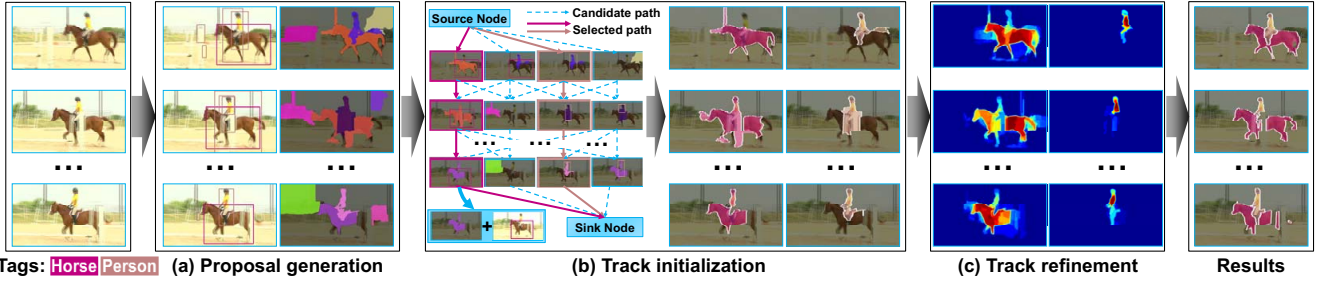 Source Node
Candidate path
Selected path
...
... ...
... ... ...
...
... ...
...
+
Sink Node
Tags: Horse Person
(a) Proposal generation
(b) Track initialization
(c) Track refinement
Results